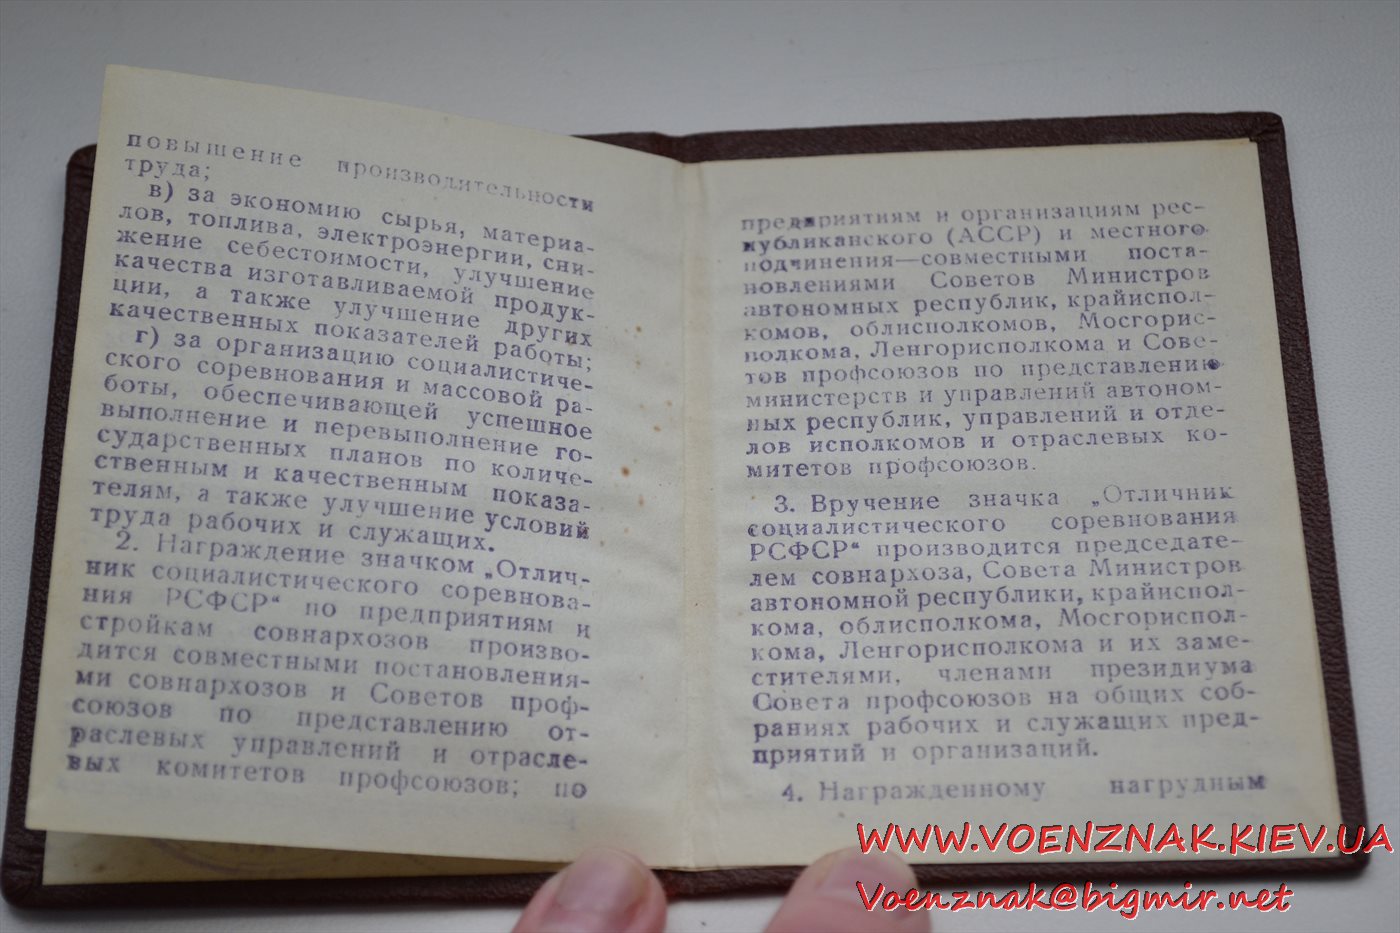 повышение производительности
труда;
в) за экономию сырья, материа-
лов, топлива, электроэнергии, сни-
жение себестоимости, улучшение
качества изготавливаемой продук-
ции, а также улучшение других
качественных показателей работы;
г) за организацию социалистиче-
ского соревнования и массовой ра-
боты, обеспечивающей успешное
выполнение и перевыполнение го-
сударственных планов по количе-
ственным и качественным показа-
телям, а также улучшение условий
труда рабочих и служащих.
2. Награждение значком „Отлич-
ник социалистического соревнова-
ния РСФСР“ по предприятиям и
стройкам совнархозов произво-
дится совместными постановления-
ми совнархозов и Советов проф-
союзов по представлению от-
раслевых управлений и отрасле-
вых комитетов профсоюзов; по
предприятиям и организациям рес-
публиканского (АССР) и местного
подчинения—совместными поста-
новлениями Советов Министров
автономных республик, крайиспол-
комов, облисполкомов, Мосгорис-
полкома, Ленгорисполкома и Сове-
тов профсоюзов по представлению
министерств и управлений автоном-
ных республик, управлений и отде-
лов исполкомов и отраслевых ко-
митетов профсоюзов.
3. Вручение значка „Отличник
социалистического соревнования
РСФСР“ производится председате-
лем совнархоза, Совета Министров
автономной республики, крайиспол-
кома, облисполкома, Мосгориспол-
кома, Ленгорисполкома и их заме-
стителями, членами президиума
Совета профсоюзов на общих соб-
раниях рабочих и служащих пред-
приятий и организаций.
4. Награжденному нагрудным
WWW.VOENZNAK.KIEV.UA
Voenznak@bigmir.net